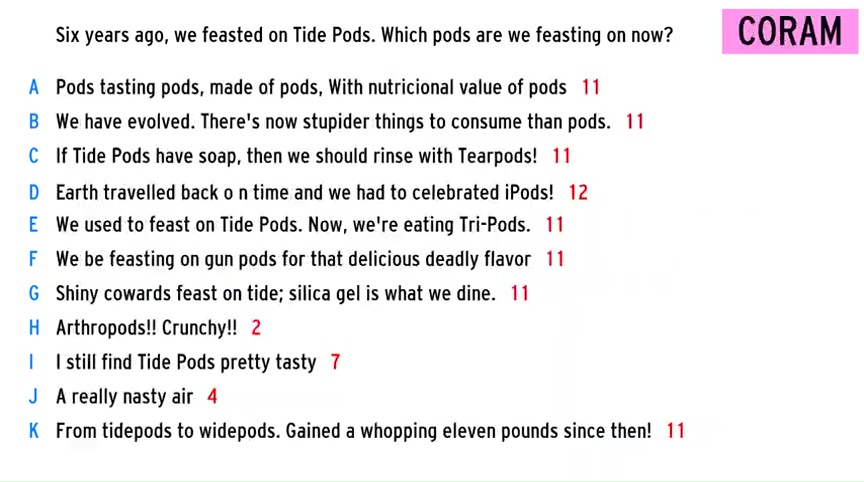 Six years ago, we feasted on Tide Pods. Which pods are we feasting on now?
CORAM
A Pods tasting pods, made of pods, With nutricional value of pods 11
B We have evolved. There's now stupider things to consume than pods. 11
C If Tide Pods have soap, then we should rinse with Tearpods! 11
D Earth travelled back o n time and we had to celebrated iPods! 12
E We used to feast on Tide Pods. Now, we're eating Tri-Pods. 11
F We be feasting on gun pods for that delicious deadly flavor 11
G Shiny cowards feast on tide; silica gel is what we dine. 11
H Arthropods!! Crunchy!! 2
I I still find Tide Pods pretty tasty 7
J A really nasty air 4
K From tidepods to widepods. Gained a whopping eleven pounds since then! 11